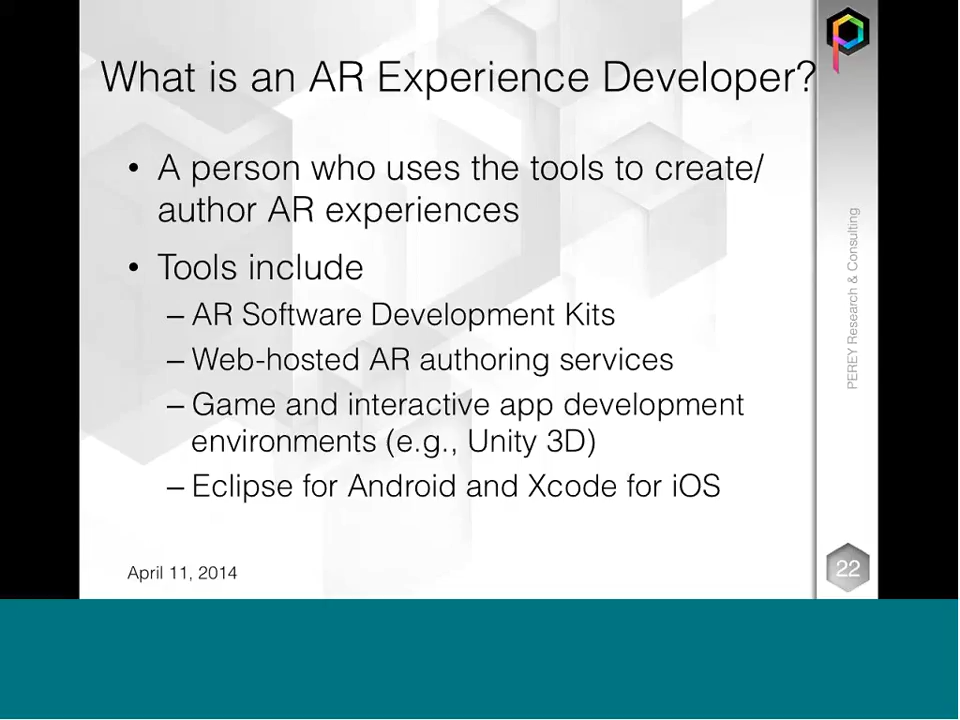 What is an AR Experience Developer?
• A person who uses the tools to create/
author AR experiences
• Tools include
– AR Software Development Kits
– Web-hosted AR authoring services
– Game and interactive app development
environments (e.g., Unity 3D)
– Eclipse for Android and Xcode for iOS
April 11, 2014
PEREY Research & Consulting
22